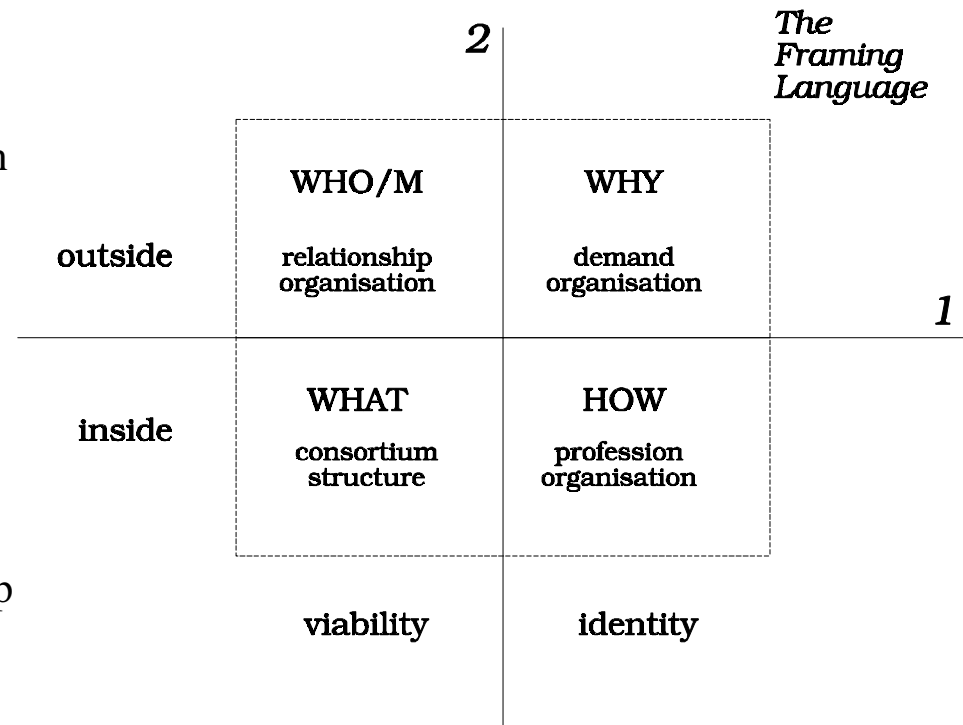 2
The
Framing
Language
WHO/M
WHY
outside
relationship
organisation
demand
organisation
1
inside
WHAT
HOW
consortium
structure
profession
organisation
viability
identity